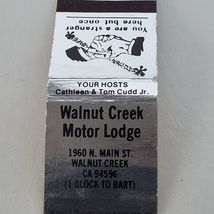 You are a stranger
here but once
YOUR HOSTS
Cathleen & Tom Cudd Jr.
Walnut Creek
Motor Lodge
1960 N. MAIN ST.
WALNUT CREEK
CA 94596
(1 BLOCK TO BART)